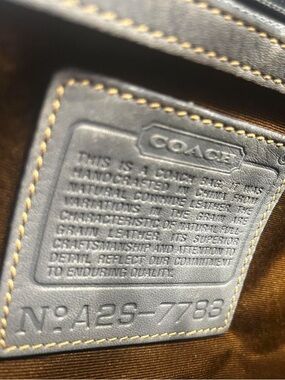 COACH
THIS IS A COACH BAG. IT WAS
HANDCRAFTED IN CHINA FROM
NATURAL COWHIDE LEATHER. THE
VARIATIONS IN THE GRAIN ARE
CHARACTERISTIC OF NATURAL FULL
GRAIN LEATHER. ITS SUPERIOR
CRAFTSMANSHIP AND ATTENTION TO
DETAIL REFLECT OUR COMMITMENT
TO ENDURING QUALITY.
Nº A2S-7788